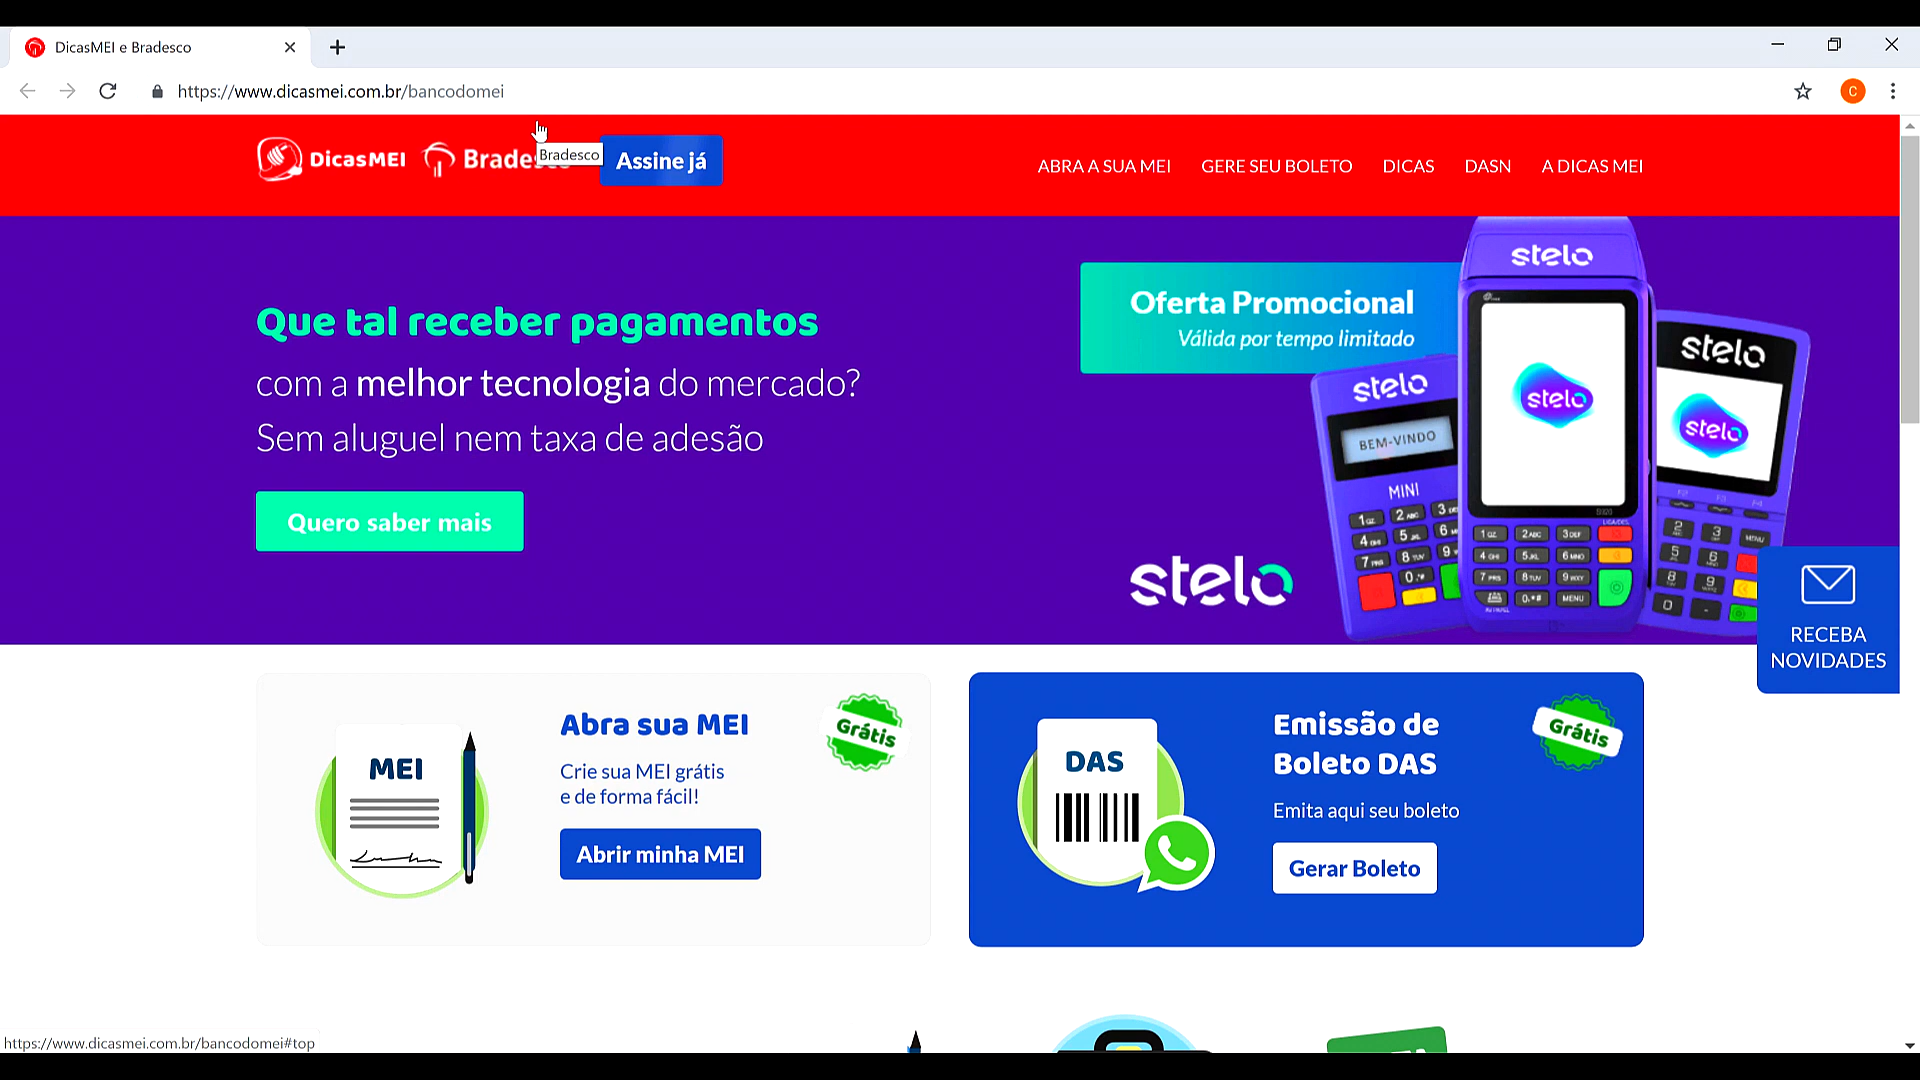 DicasMEI e Bradesco
https://www.dicasmei.com.br/bancodomei
DicasMEI
Bradesco
Assine já
ABRA A SUA MEI
GERE SEU BOLETO
DICAS
DASN
A DICAS MEI
Que tal receber pagamentos
com a melhor tecnologia do mercado?
Sem aluguel nem taxa de adesão
Quero saber mais
Oferta Promocional
Válida por tempo limitado
stelo
stelo
stelo
stelo
stelo
BEM-VINDO
MINI
MENU
MENU
stelo
RECEBA
NOVIDADES
Abra sua MEI
Crie sua MEI grátis
e de forma fácil!
Abrir minha MEI
Grátis
MEI
Emissão de
Boleto DAS
Emita aqui seu boleto
Gerar Boleto
Grátis
DAS
https://www.dicasmei.com.br/bancodomei#top